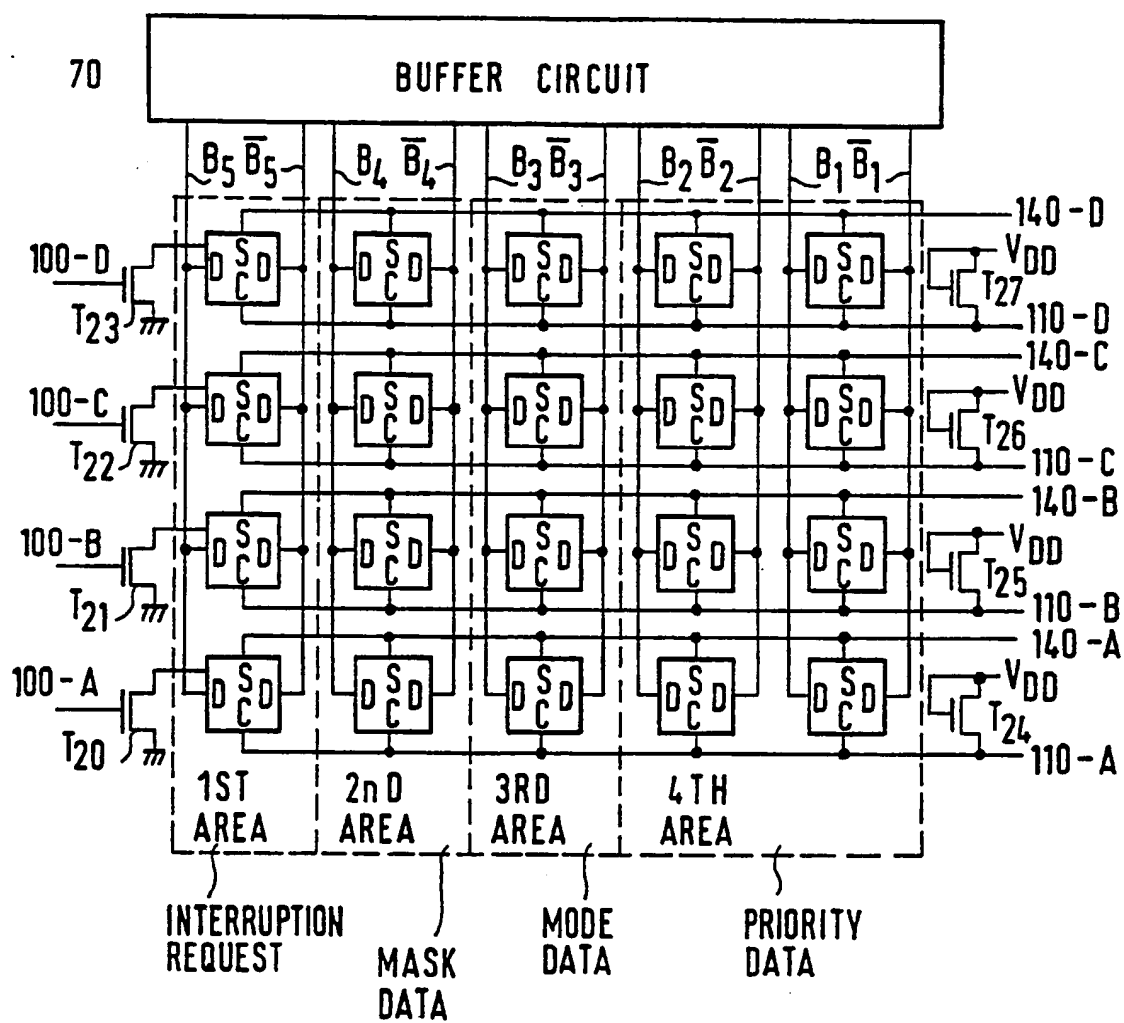 70 BUFFER CIRCUIT
B5 B̅5 B4 B̅4 B3 B̅3 B2 B̅2 B1 B̅1
140-D
100-D D S C D D S C D D S C D D S C D D S C D VDD
T23 T27
110-D
140-C
100-C D S C D D S C D D S C D D S C D D S C D VDD
T22 T26
110-C
140-B
100-B D S C D D S C D D S C D D S C D D S C D VDD
T21 T25
110-B
140-A
100-A D S C D D S C D D S C D D S C D D S C D VDD
T20 T24
110-A
1ST AREA
2nD AREA
3RD AREA
4TH AREA
INTERRUPTION
REQUEST
MASK
DATA
MODE
DATA
PRIORITY
DATA